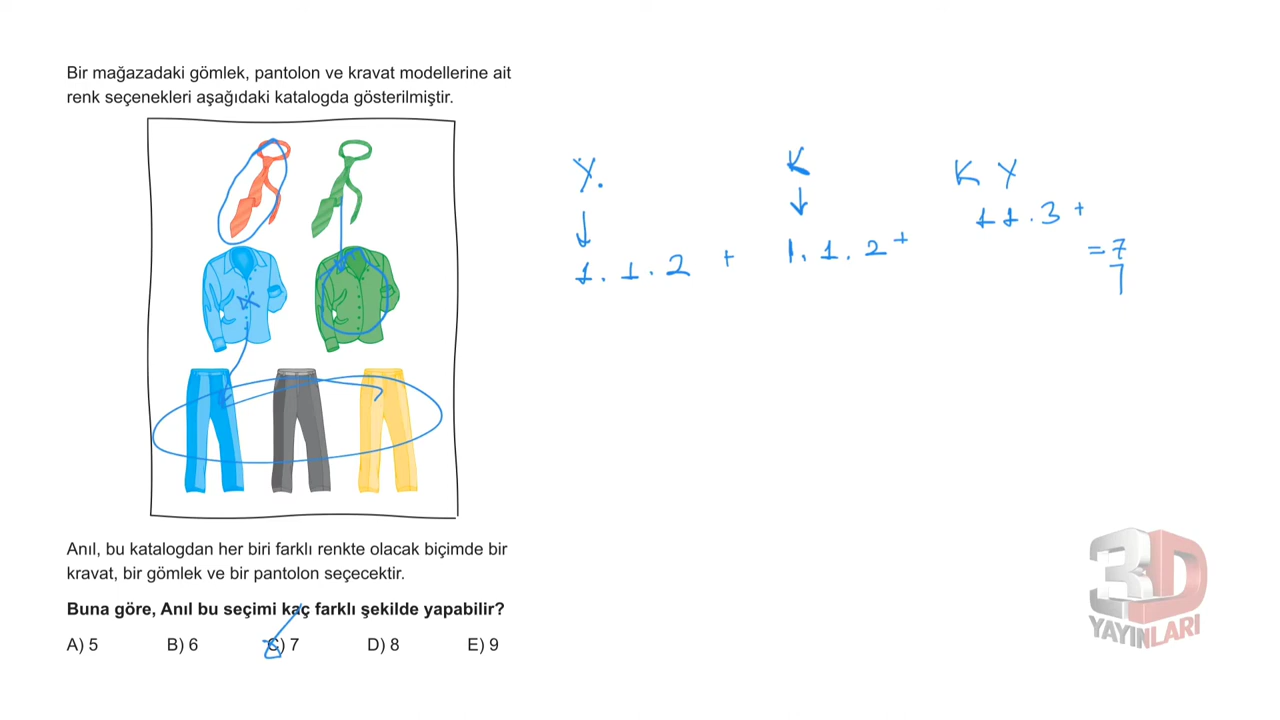 Bir mağazadaki gömlek, pantolon ve kravat modellerine ait
renk seçenekleri aşağıdaki katalogda gösterilmiştir.
Y.
K
K Y
↓
↓
1.1.3 +
1.1.2 + 1.1.2 +
= 7
7
Anıl, bu katalogdan her biri farklı renkte olacak biçimde bir
kravat, bir gömlek ve bir pantolon seçecektir.
Buna göre, Anıl bu seçimi kaç farklı şekilde yapabilir?
A) 5 B) 6 C) 7 D) 8 E) 9
3D
YAYINLARI